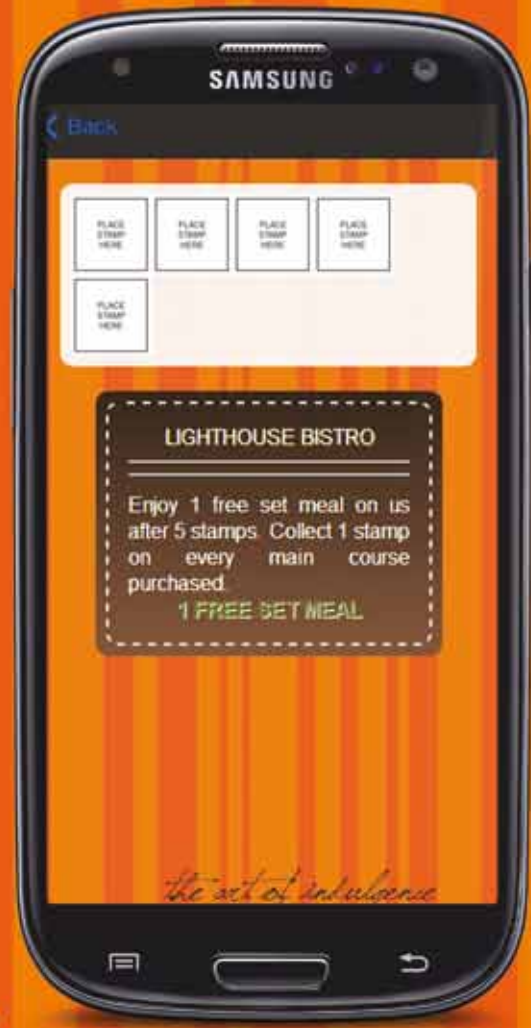 SAMSUNG
Back
PLACE STAMP HERE
PLACE STAMP HERE
PLACE STAMP HERE
PLACE STAMP HERE
PLACE STAMP HERE
LIGHTHOUSE BISTRO
Enjoy 1 free set meal on us
after 5 stamps. Collect 1 stamp
on every main course
purchased.
1 FREE SET MEAL
the art of indulgence